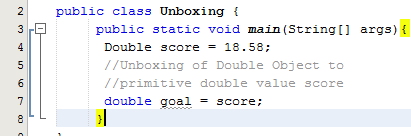 2 public class Unboxing {
3 public static void main(String[] args){
4 Double score = 18.58;
5 //Unboxing of Double Object to
6 //primitive double value score
7 double goal = score;
8 }